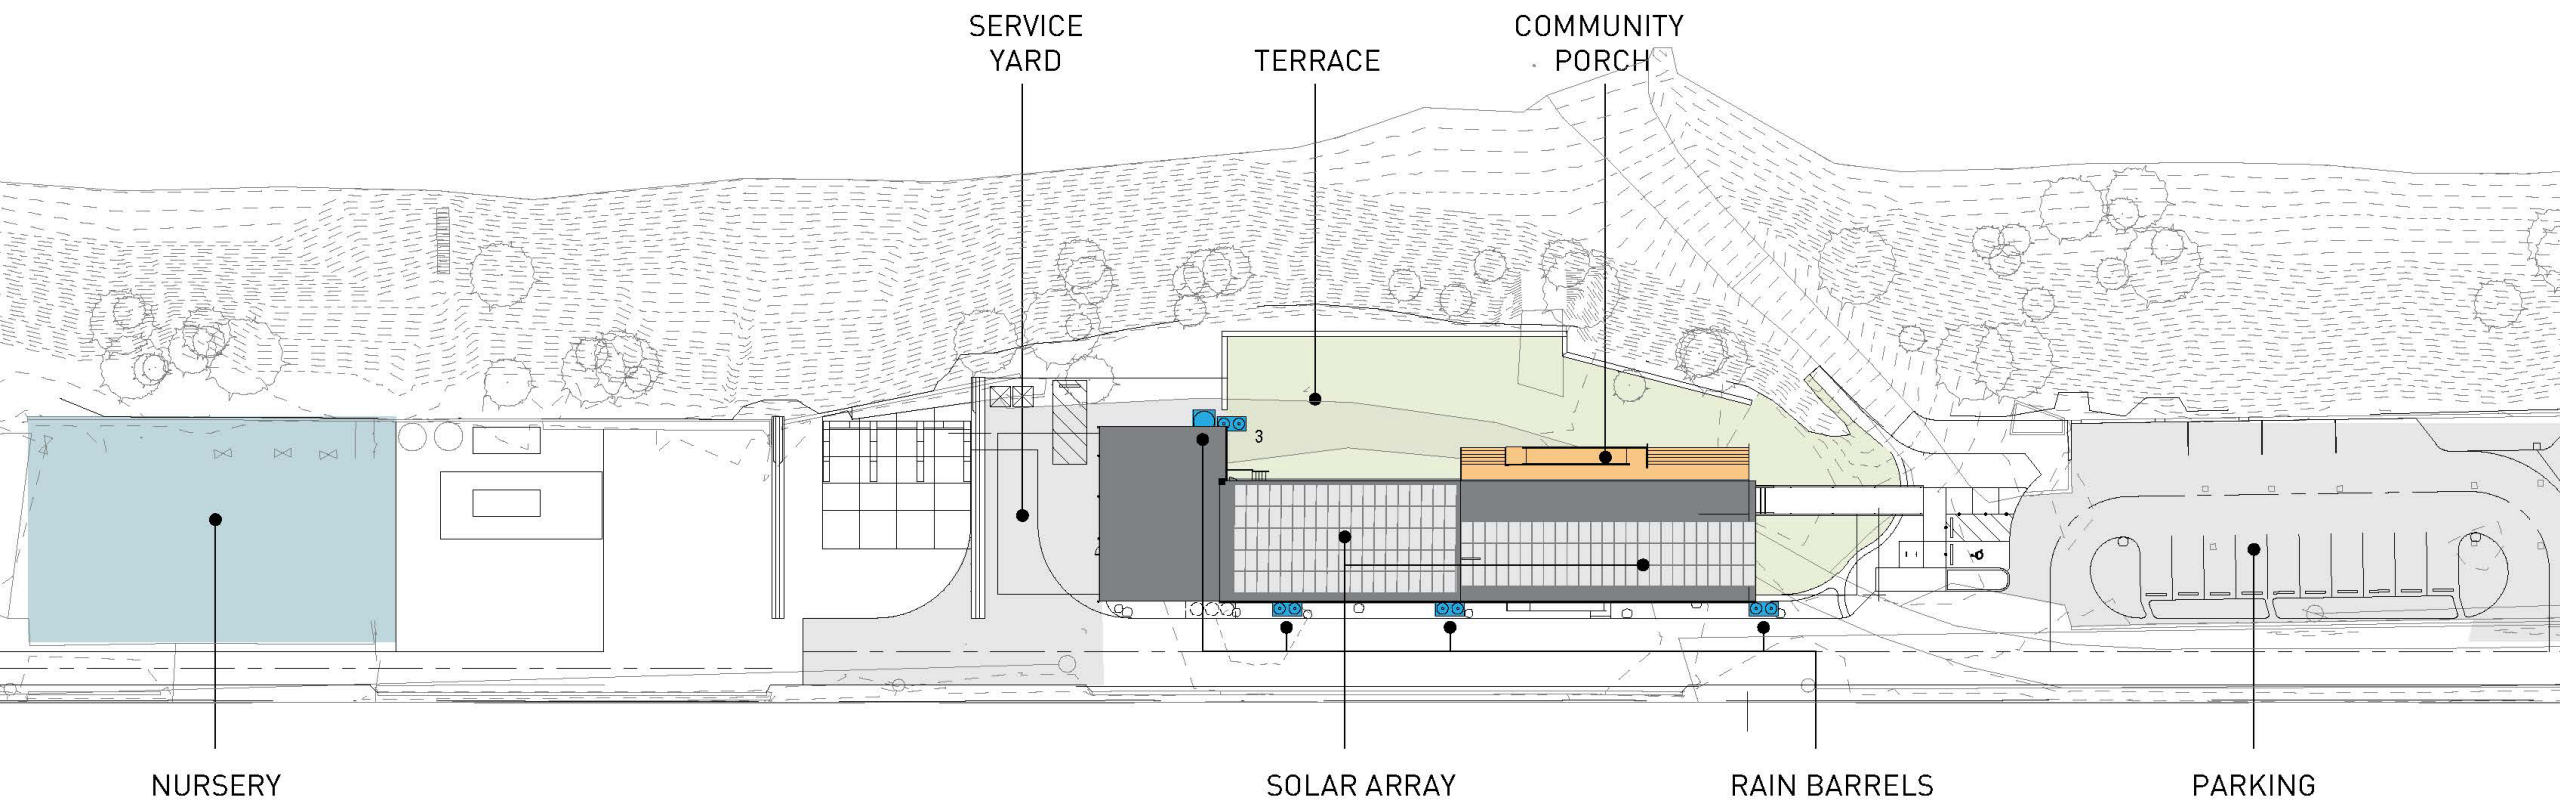 SERVICE
YARD
TERRACE
COMMUNITY
PORCH
3
NURSERY
SOLAR ARRAY
RAIN BARRELS
PARKING